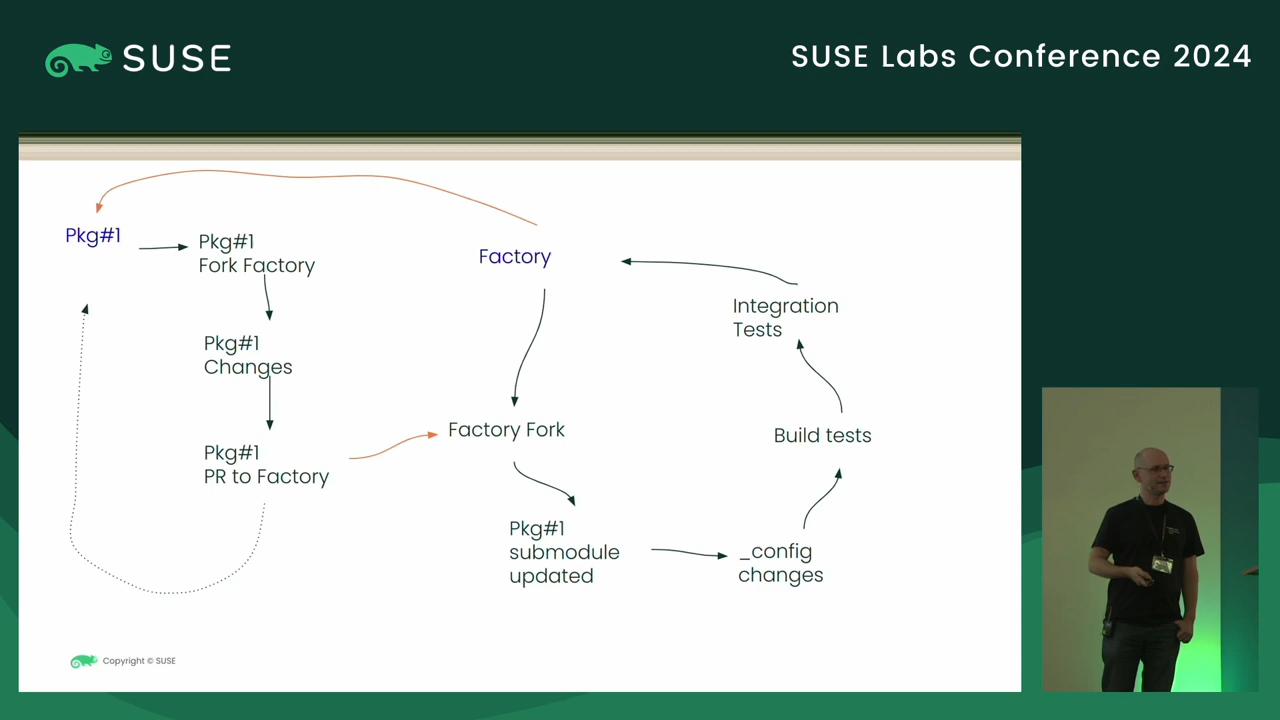 SUSE
SUSE Labs Conference 2024
Pkg#1
Pkg#1
Fork Factory
Pkg#1
Changes
Pkg#1
PR to Factory
Factory
Factory Fork
Pkg#1
submodule
updated
_config
changes
Build tests
Integration
Tests
Copyright © SUSE